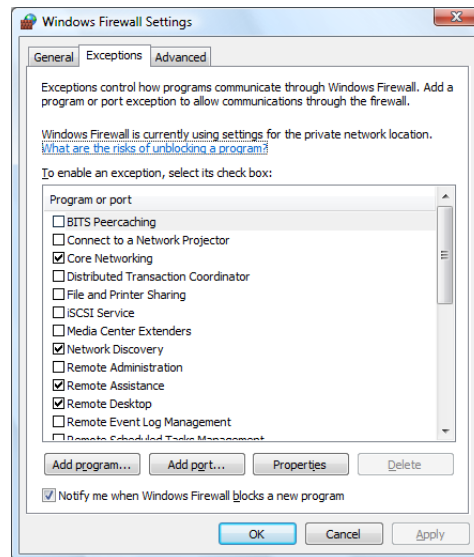 Windows Firewall Settings
General Exceptions Advanced
Exceptions control how programs communicate through Windows Firewall. Add a
program or port exception to allow communications through the firewall.
Windows Firewall is currently using settings for the private network location.
What are the risks of unblocking a program?
To enable an exception, select its check box:
Program or port
BITS Peercaching
Connect to a Network Projector
Core Networking
Distributed Transaction Coordinator
File and Printer Sharing
iSCSI Service
Media Center Extenders
Network Discovery
Remote Administration
Remote Assistance
Remote Desktop
Remote Event Log Management
Remote Scheduled Tasks Management
Add program... Add port... Properties Delete
Notify me when Windows Firewall blocks a new program
OK Cancel Apply